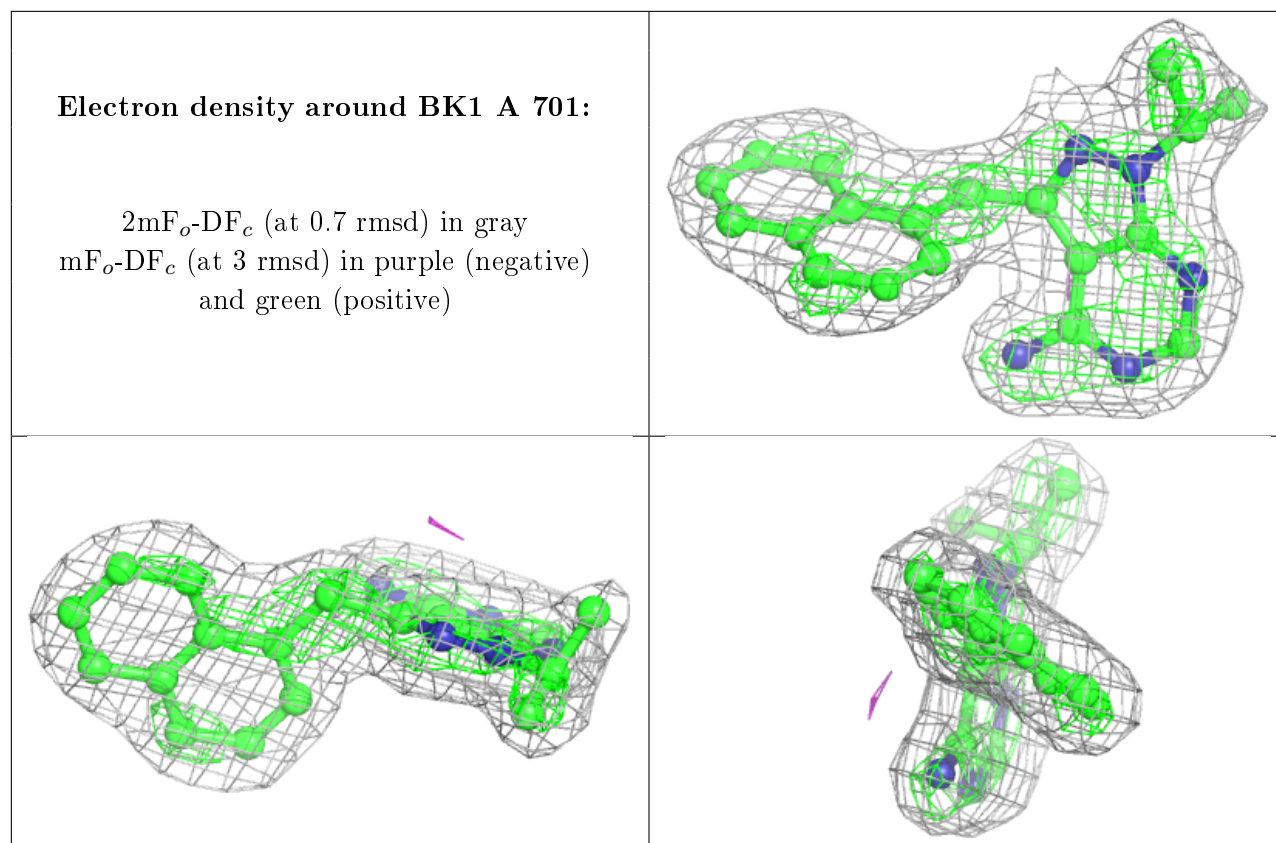 Electron density around BK1 A 701:
2mFo-DFc (at 0.7 rmsd) in gray
mFo-DFc (at 3 rmsd) in purple (negative)
and green (positive)